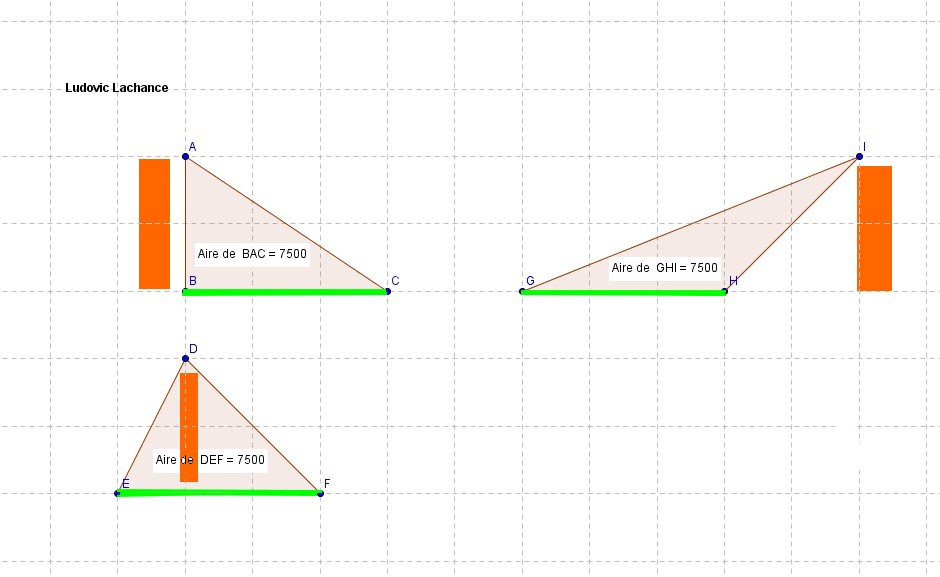 Ludovic Lachance
A
I
Aire de BAC = 7500
Aire de GHI = 7500
B
C
G
H
D
Aire de DEF = 7500
E
F